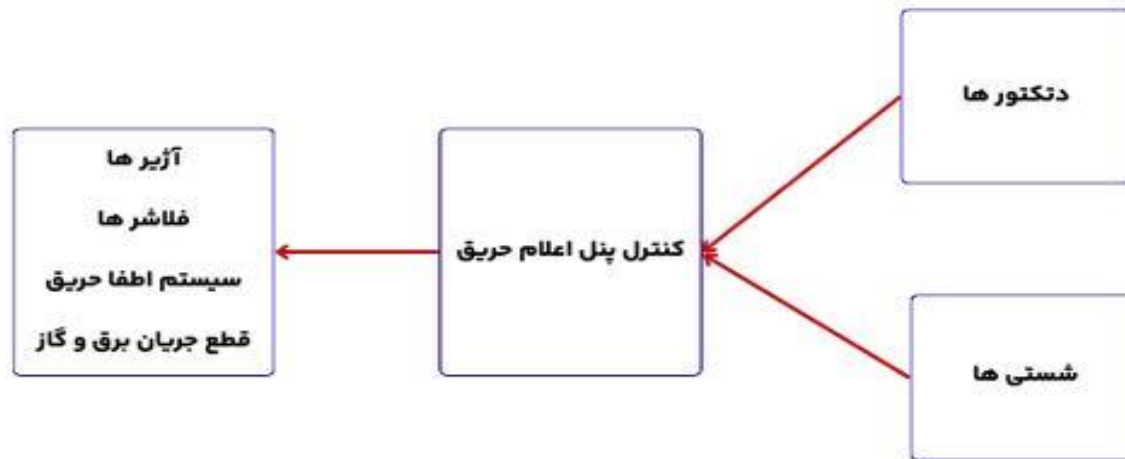 دتکتور ها
شستی ها
کنترل پنل اعلام حریق
آژیر ها
فلاشر ها
سیستم اطفا حریق
قطع جریان برق و گاز